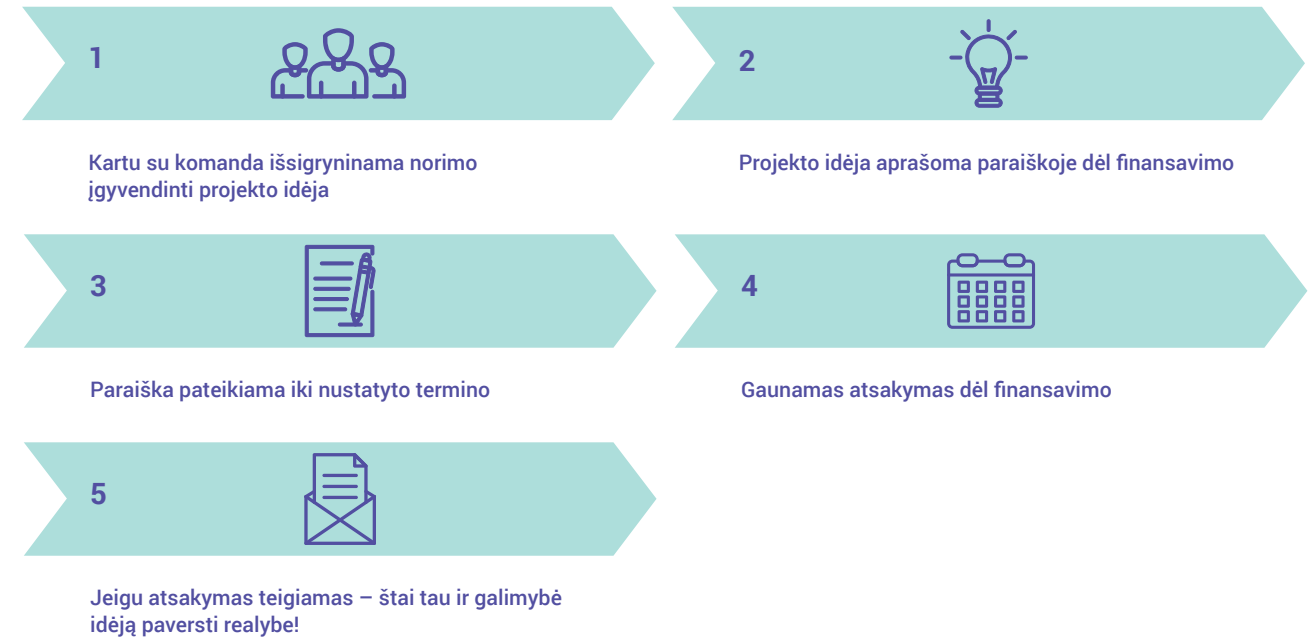 1
Kartu su komanda išsigryninama norimo
įgyvendinti projekto idėja
2
Projekto idėja aprašoma paraiškoje dėl finansavimo
3
Paraiška pateikiama iki nustatyto termino
4
Gaunamas atsakymas dėl finansavimo
5
Jeigu atsakymas teigiamas – štai tau ir galimybė
idėją paversti realybe!